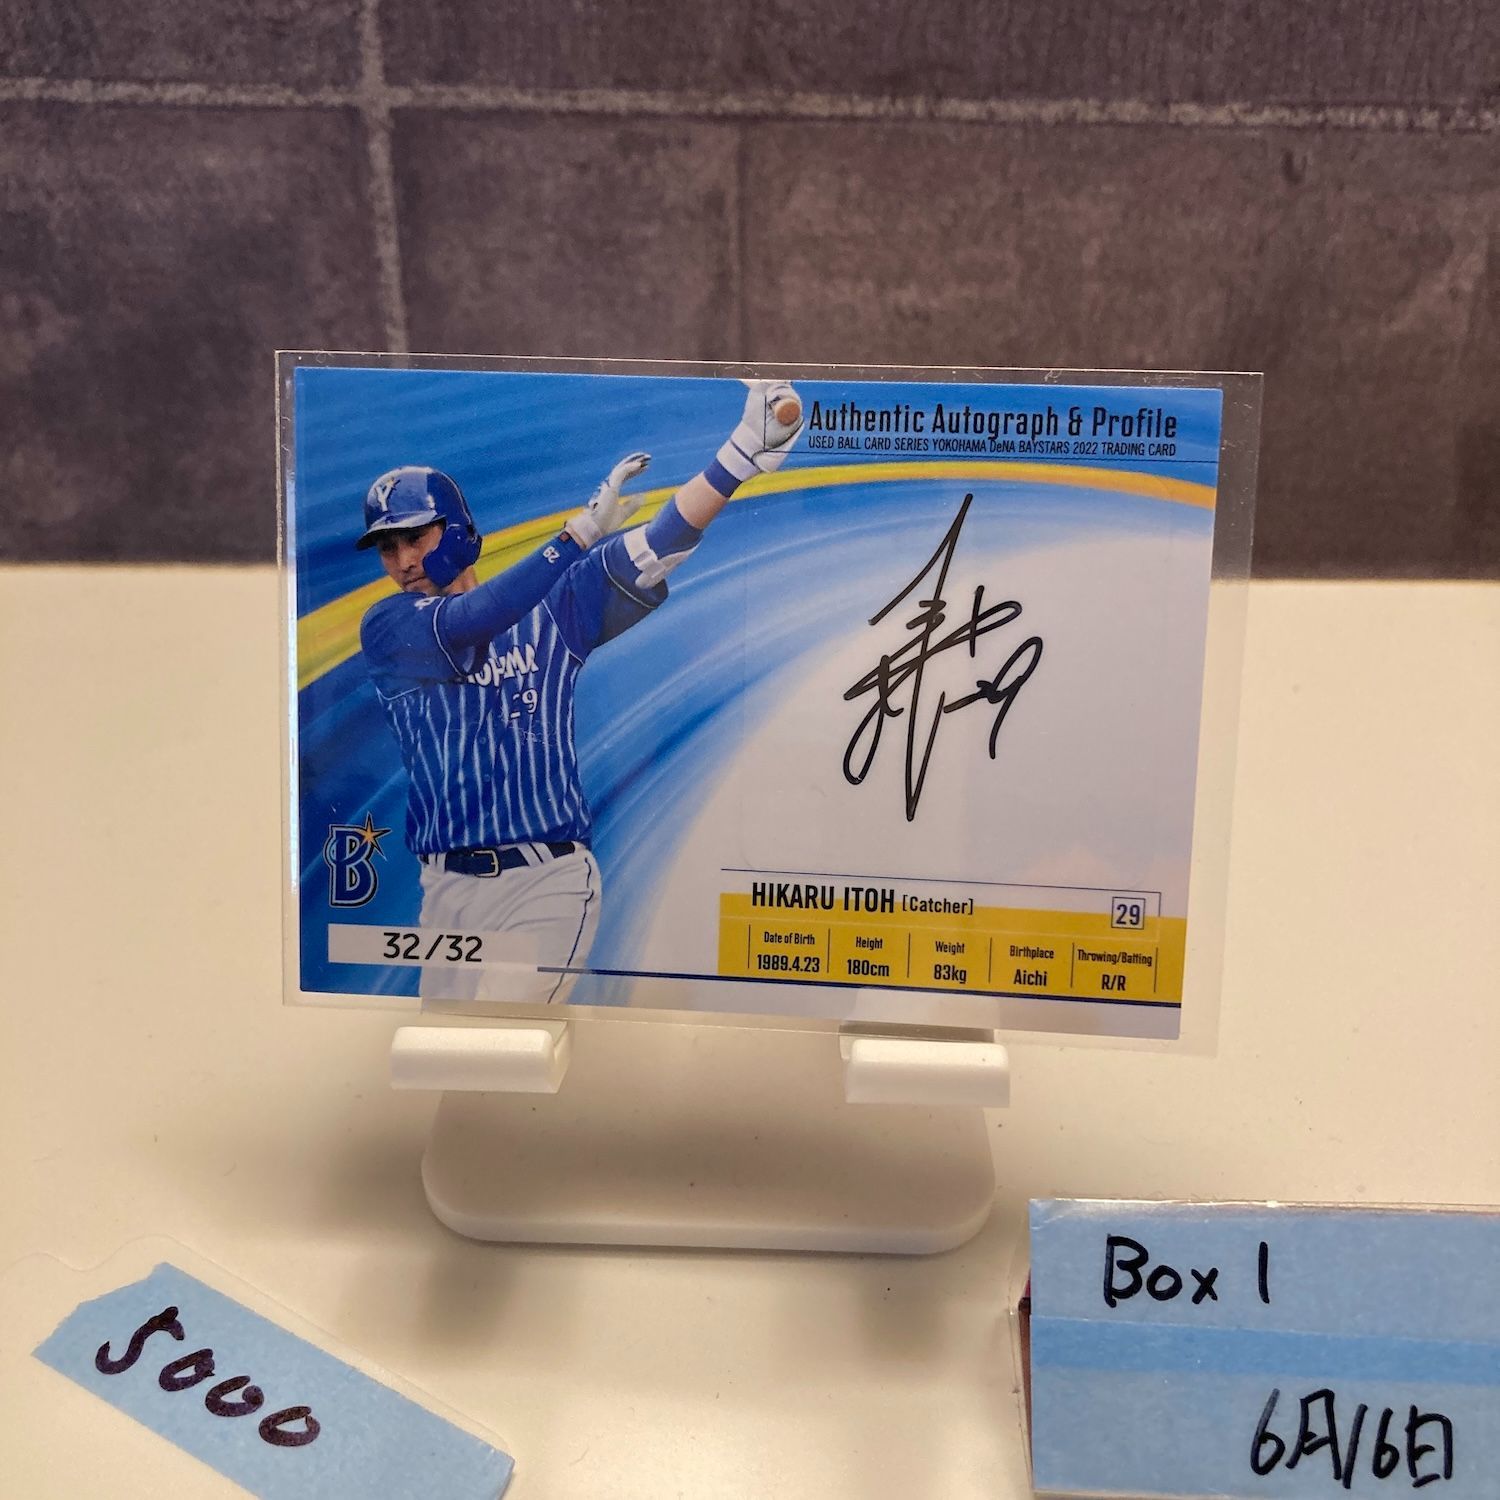 Authentic Autograph & Profile
USED BALL CARD SERIES YOKOHAMA DeNA BAYSTARS 2022 TRADING CARD
29
29
B
32/32
HIKARU ITOH [Catcher]
29
Date of Birth Height Weight Birthplace Throwing/Batting
1989.4.23 180cm 83kg Aichi R/R
5000
Box 1
6月16日